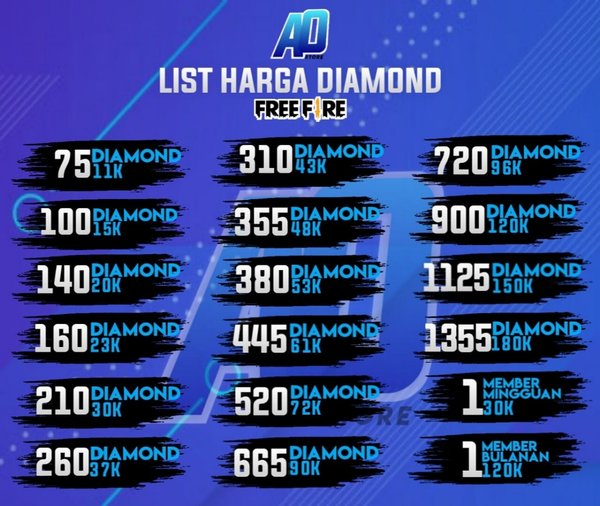 AO
STORE
LIST HARGA DIAMOND
FREE FIRE
75 DIAMOND
11K
100 DIAMOND
15K
140 DIAMOND
20K
160 DIAMOND
23K
210 DIAMOND
30K
260 DIAMOND
37K
310 DIAMOND
43K
355 DIAMOND
48K
380 DIAMOND
53K
445 DIAMOND
61K
520 DIAMOND
72K
665 DIAMOND
90K
720 DIAMOND
96K
900 DIAMOND
120K
1125 DIAMOND
150K
1355 DIAMOND
180K
1 MEMBER
MINGGUAN
30K
1 MEMBER
BULANAN
120K